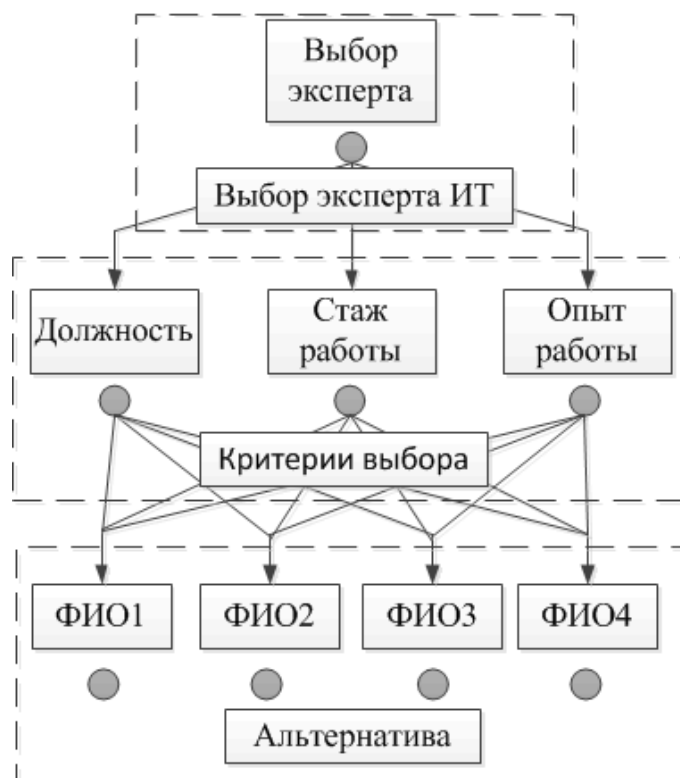 Выбор
эксперта
Выбор эксперта ИТ
Должность
Стаж
работы
Опыт
работы
Критерии выбора
ФИО1
ФИО2
ФИО3
ФИО4
Альтернатива